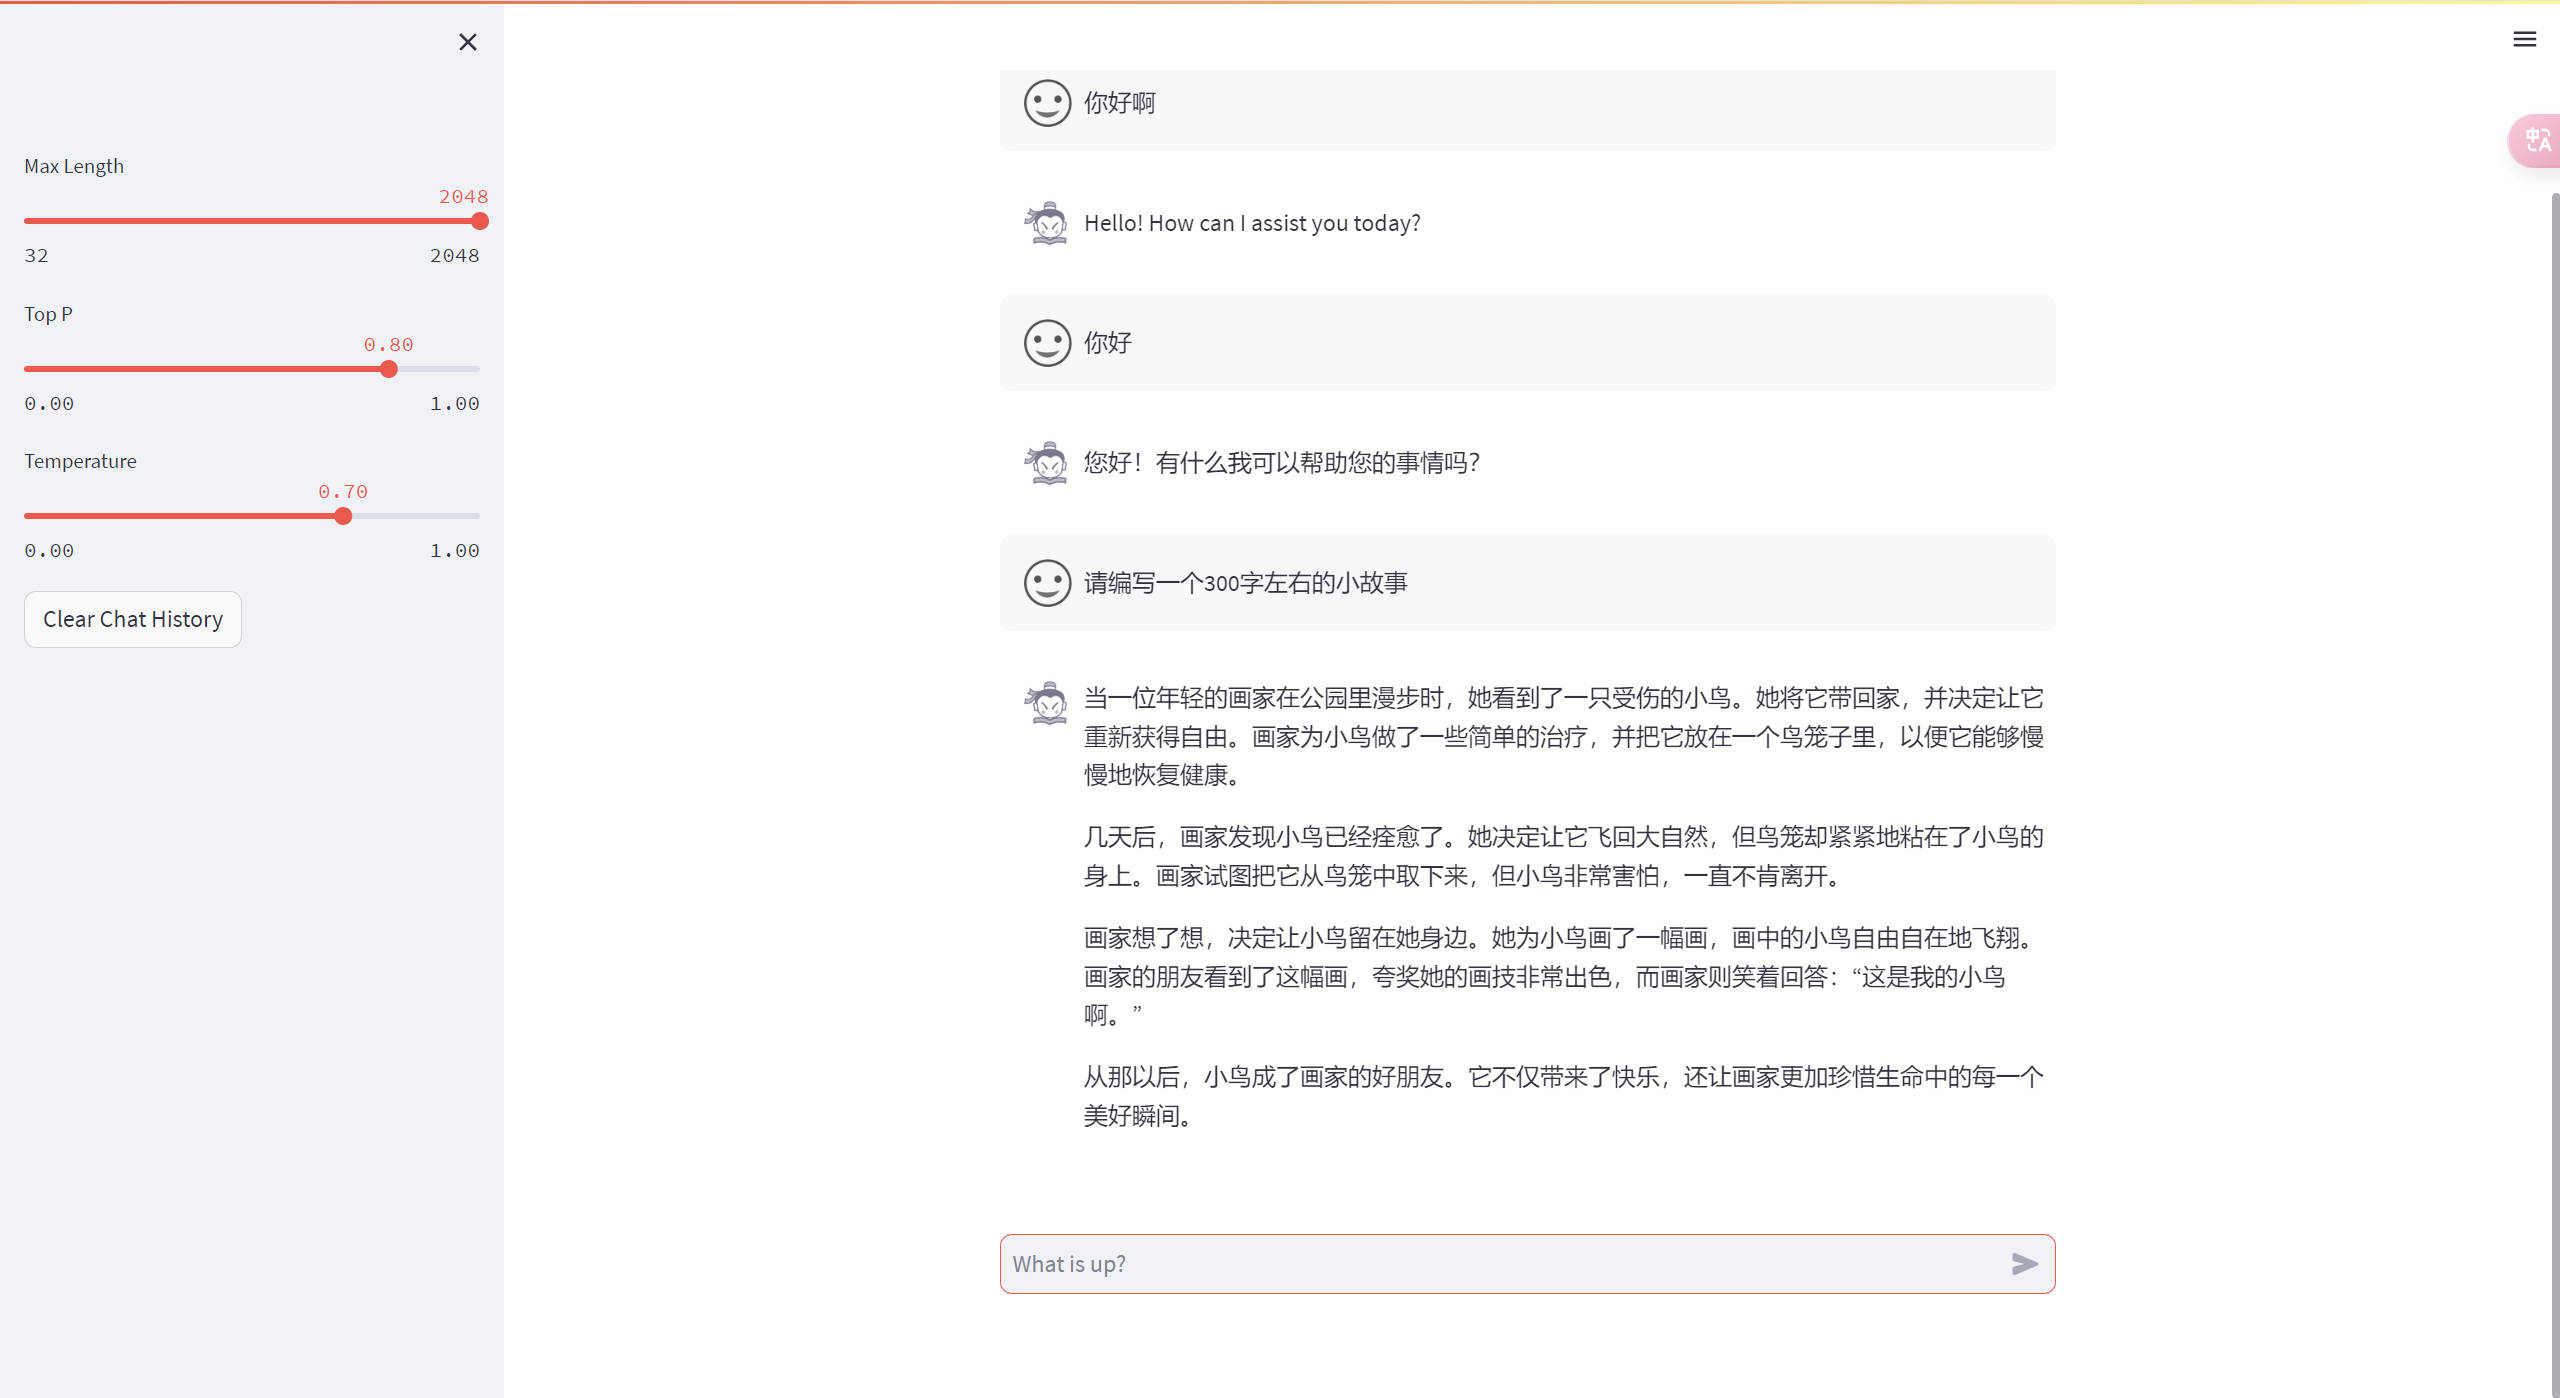 Max Length
2048
32 2048
Top P
0.80
0.00 1.00
Temperature
0.70
0.00 1.00
Clear Chat History
你好啊
Hello! How can I assist you today?
你好
您好！有什么我可以帮助您的事情吗？
请编写一个300字左右的小故事
当一位年轻的画家在公园里漫步时，她看到了一只受伤的小鸟。她将它带回家，并决定让它
重新获得自由。画家为小鸟做了一些简单的治疗，并把它放在一个鸟笼子里，以便它能够慢
慢地恢复健康。
几天后，画家发现小鸟已经痊愈了。她决定让它飞回大自然，但鸟笼却紧紧地粘在了小鸟的
身上。画家试图把它从鸟笼中取下来，但小鸟非常害怕，一直不肯离开。
画家想了想，决定让小鸟留在她身边。她为小鸟画了一幅画，画中的小鸟自由自在地飞翔。
画家的朋友看到了这幅画，夸奖她的画技非常出色，而画家则笑着回答：“这是我的小鸟
啊。”
从那以后，小鸟成了画家的好朋友。它不仅带来了快乐，还让画家更加珍惜生命中的每一个
美好瞬间。
What is up?
中A